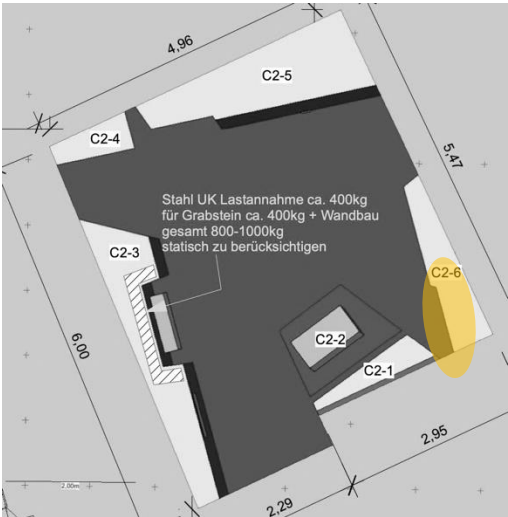 4,96
C2-5
C2-4
5,47
Stahl UK Lastannahme ca. 400kg
für Grabstein ca. 400kg + Wandbau
gesamt 800-1000kg
statisch zu berücksichtigen
C2-3
C2-6
6,00
C2-2
C2-1
2,95
2,00m
2,29